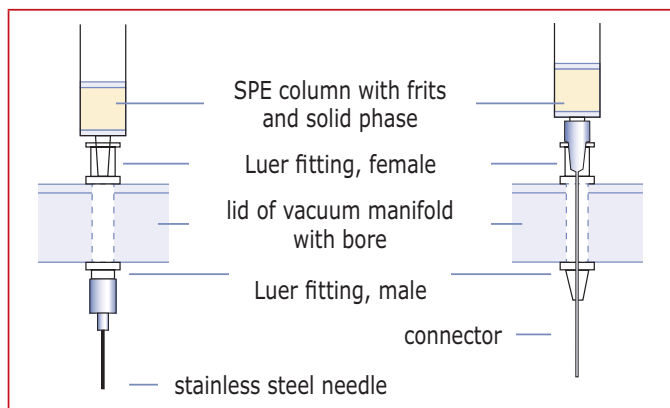 SPE column with frits
and solid phase
Luer fitting, female
lid of vacuum manifold
with bore
Luer fitting, male
connector
stainless steel needle